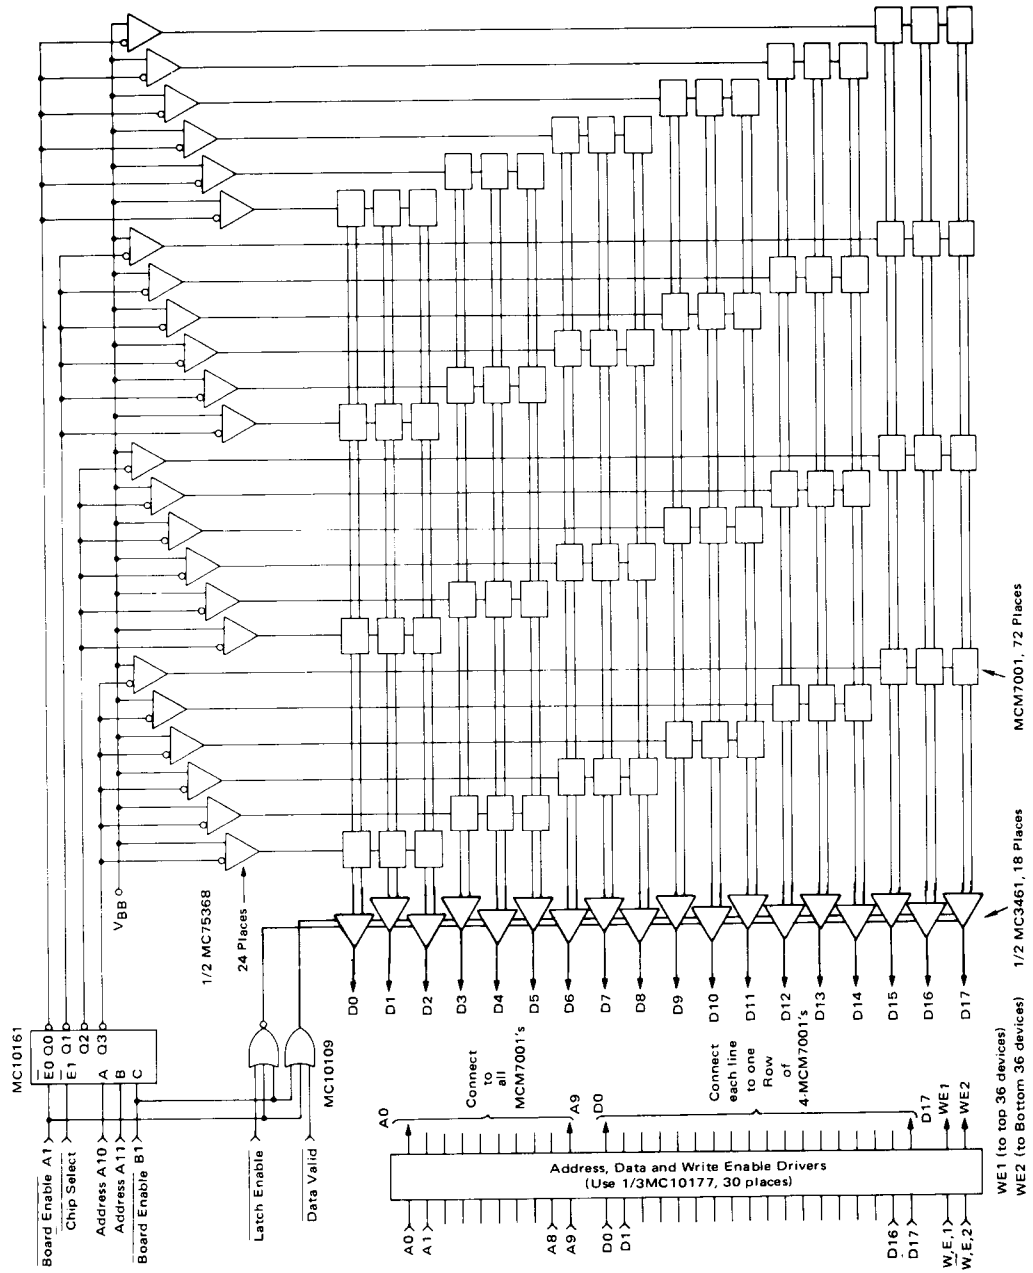 MC10161
E0 Q0
E1 Q1
Q2
A Q3
B
C
Board Enable A1
Chip Select
Address A10
Address A11
Board Enable B1
VBB
1/2 MC75368
24 Places
MC10109
Latch Enable
Data Valid
D0
D1
D2
D3
D4
D5
D6
D7
D8
D9
D10
D11
D12
D13
D14
D15
D16
D17
A0
Connect
to
all
MCM7001's
A9
D0
Connect
each line
to one
Row
of
4-MCM7001's
D17
WE1
WE2
Address, Data and Write Enable Drivers
(Use 1/3MC10177, 30 places)
A0
A1
A8
A9
D0
D1
D16
D17
W,E,1
W,E,2
WE1 (to top 36 devices)
WE2 (to Bottom 36 devices)
1/2 MC3461, 18 Places
MCM7001, 72 Places